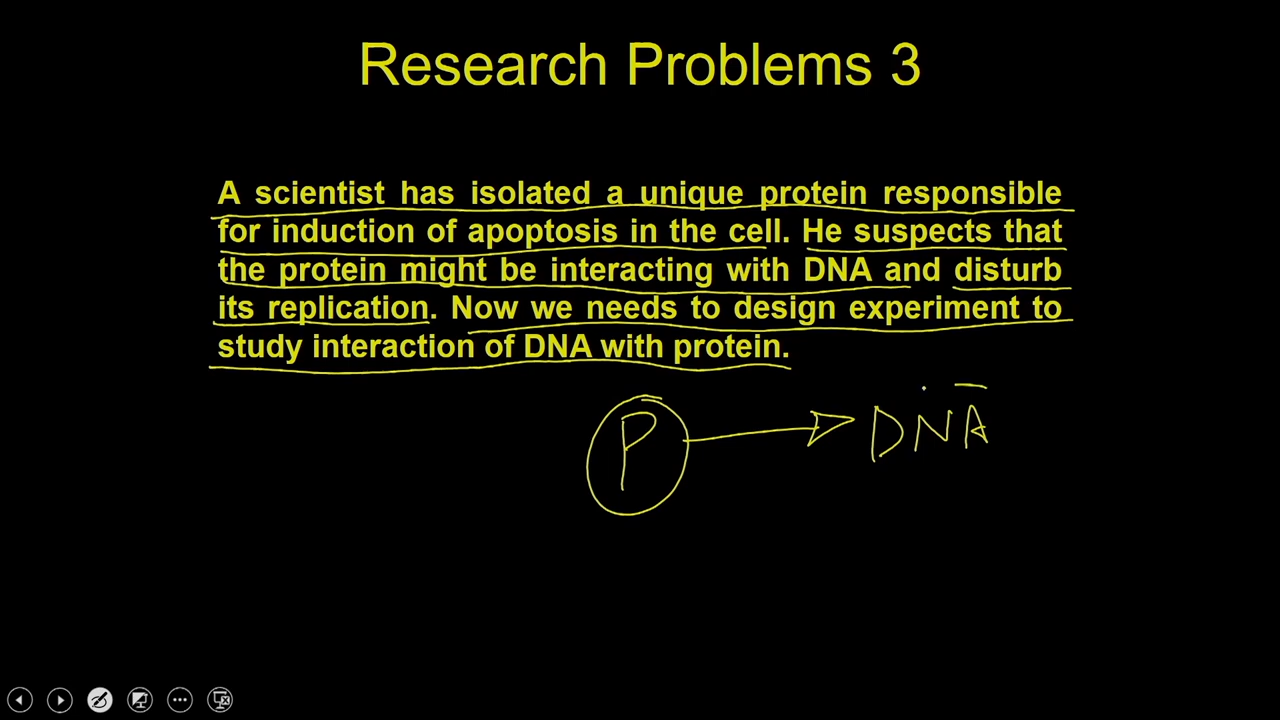 Research Problems 3
A scientist has isolated a unique protein responsible
for induction of apoptosis in the cell. He suspects that
the protein might be interacting with DNA and disturb
its replication. Now we needs to design experiment to
study interaction of DNA with protein.
P DNA